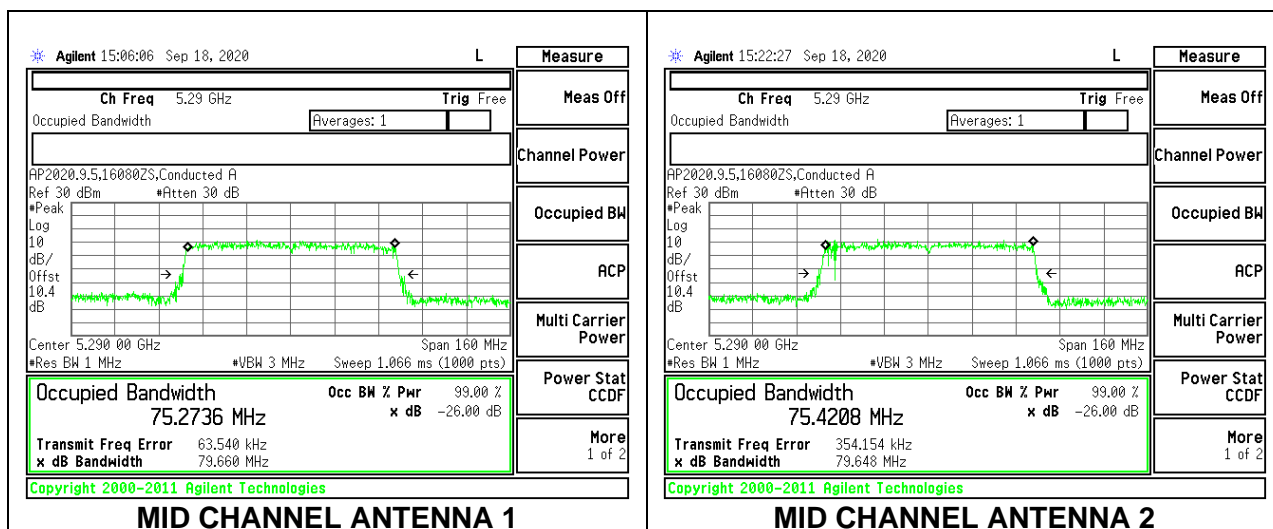 Agilent 15:06:06 Sep 18, 2020 L
Measure
Ch Freq 5.29 GHz Trig Free
Occupied Bandwidth Averages: 1
AP2020.9.5,16080ZS,Conducted A
Ref 30 dBm #Atten 30 dB
#Peak
Log
10
dB/
Offst
10.4
dB
Center 5.290 00 GHz Span 160 MHz
#Res BW 1 MHz #VBW 3 MHz Sweep 1.066 ms (1000 pts)
Occupied Bandwidth Occ BW % Pwr 99.00 %
75.2736 MHz x dB -26.00 dB
Transmit Freq Error 63.540 kHz
x dB Bandwidth 79.660 MHz
Copyright 2000-2011 Agilent Technologies
Meas Off
Channel Power
Occupied BW
ACP
Multi Carrier
Power
Power Stat
CCDF
More
1 of 2
MID CHANNEL ANTENNA 1
Agilent 15:22:27 Sep 18, 2020 L
Measure
Ch Freq 5.29 GHz Trig Free
Occupied Bandwidth Averages: 1
AP2020.9.5,16080ZS,Conducted A
Ref 30 dBm #Atten 30 dB
#Peak
Log
10
dB/
Offst
10.4
dB
Center 5.290 00 GHz Span 160 MHz
#Res BW 1 MHz #VBW 3 MHz Sweep 1.066 ms (1000 pts)
Occupied Bandwidth Occ BW % Pwr 99.00 %
75.4208 MHz x dB -26.00 dB
Transmit Freq Error 354.154 kHz
x dB Bandwidth 79.648 MHz
Copyright 2000-2011 Agilent Technologies
Meas Off
Channel Power
Occupied BW
ACP
Multi Carrier
Power
Power Stat
CCDF
More
1 of 2
MID CHANNEL ANTENNA 2